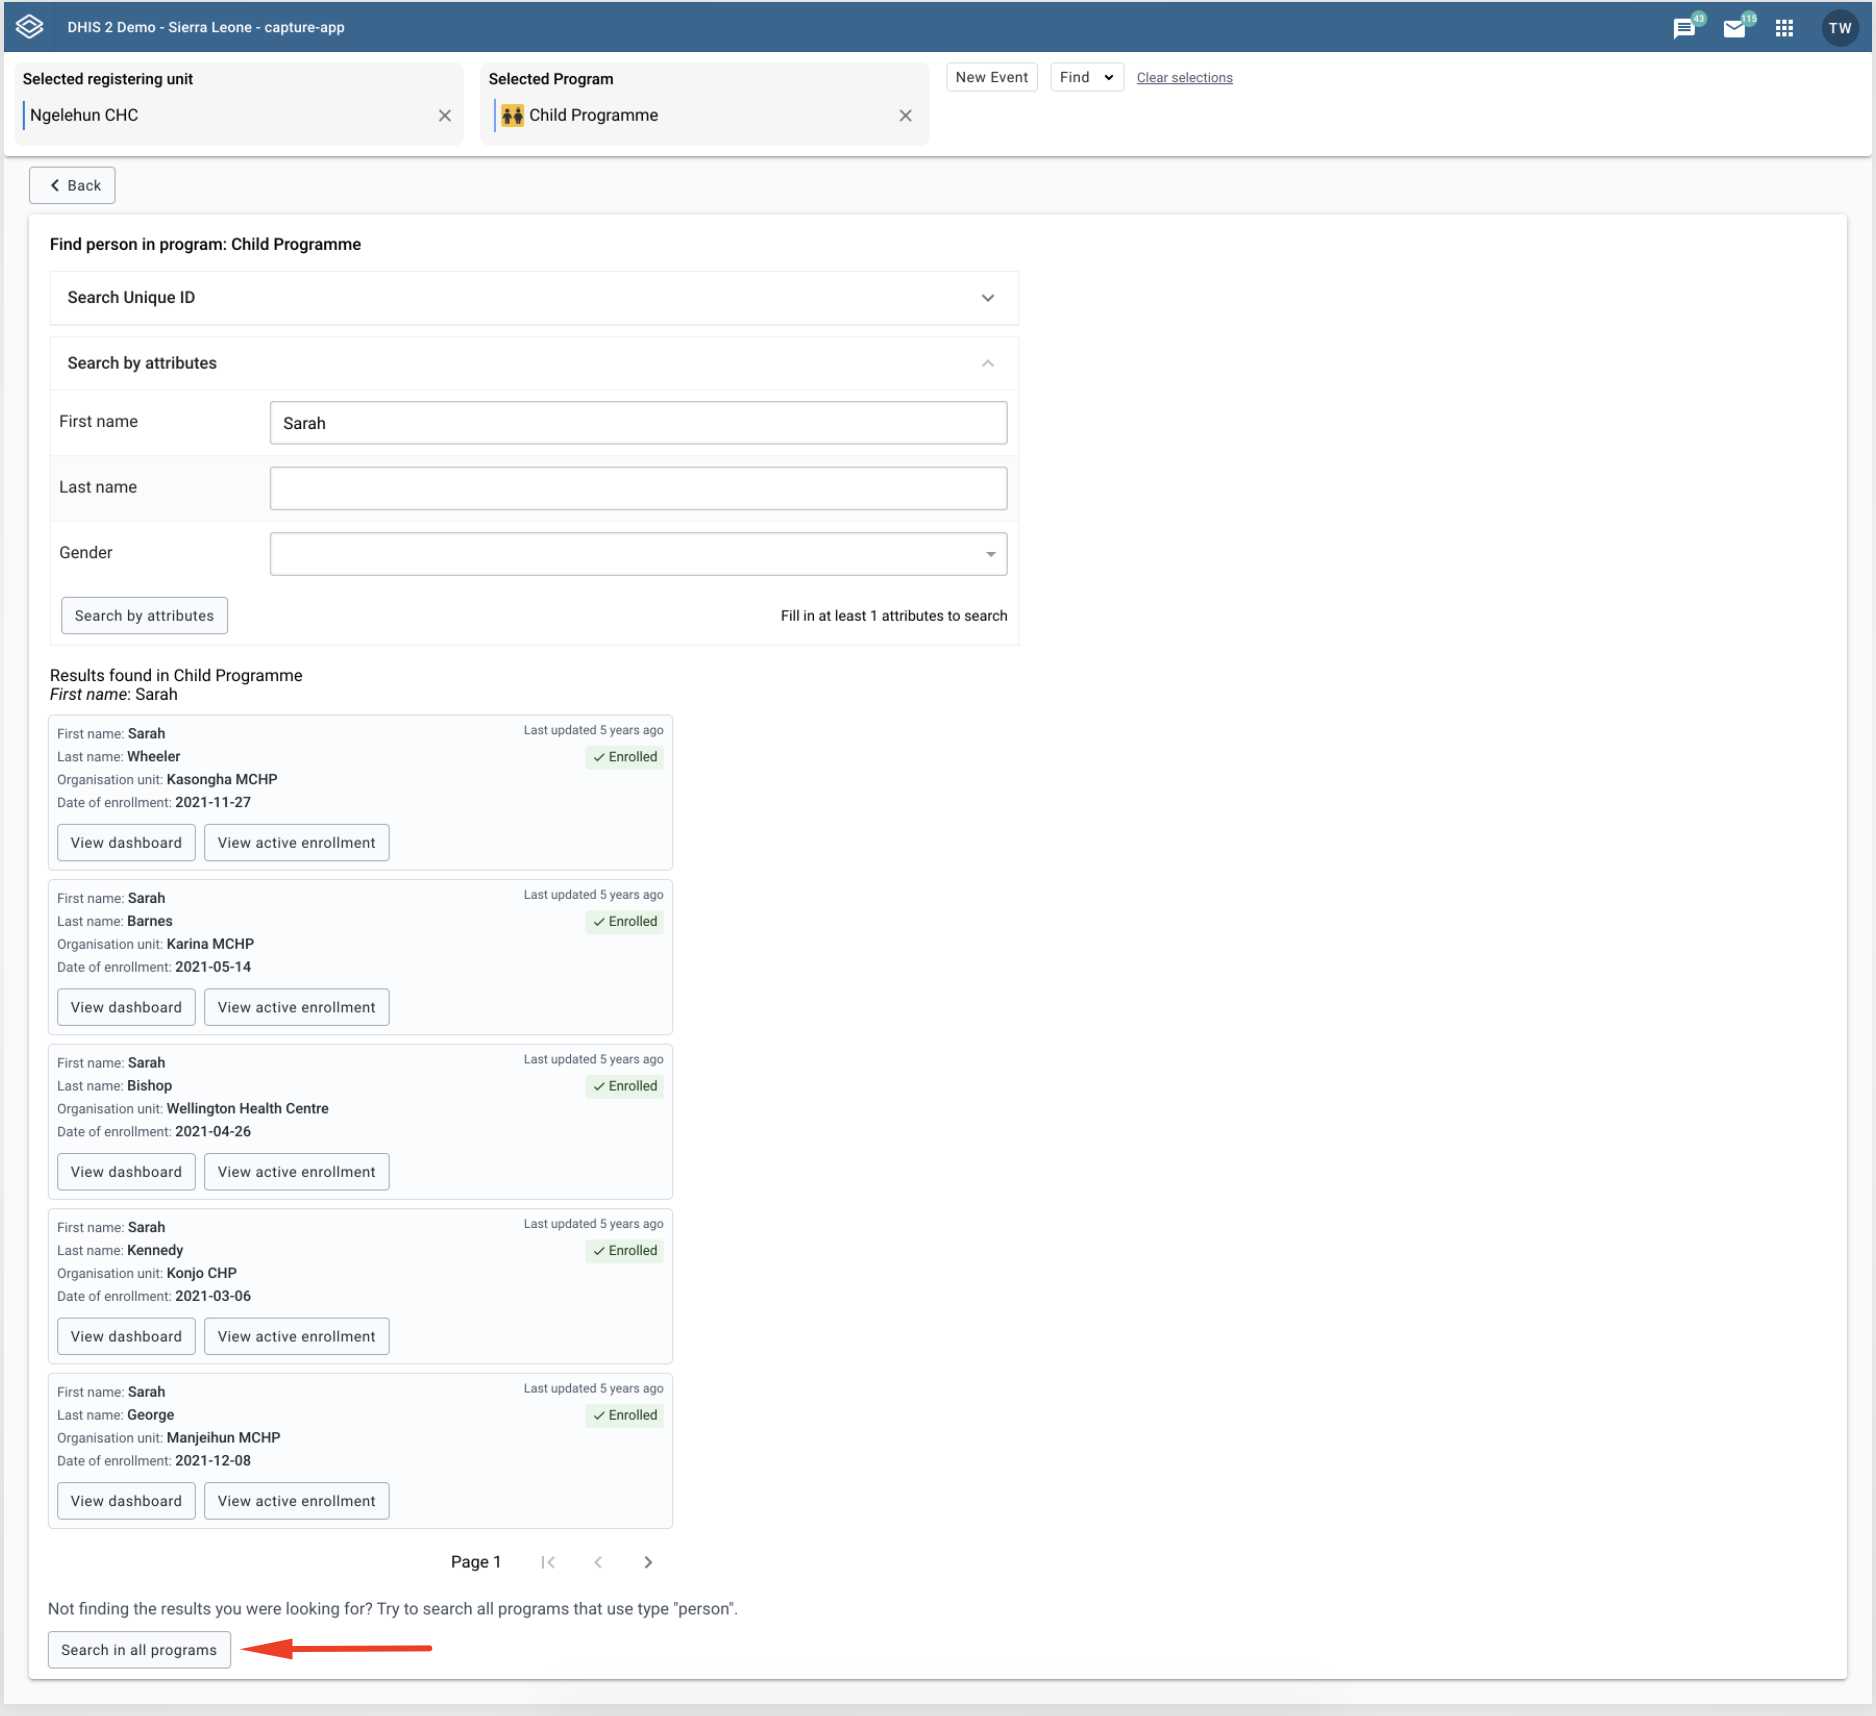 DHIS 2 Demo - Sierra Leone - capture-app
43
115
TW
Selected registering unit
Ngelehun CHC
Selected Program
Child Programme
New Event
Find
Clear selections
Back
Find person in program: Child Programme
Search Unique ID
Search by attributes
First name
Sarah
Last name
Gender
Search by attributes
Fill in at least 1 attributes to search
Results found in Child Programme
First name: Sarah
First name: Sarah
Last updated 5 years ago
Last name: Wheeler
Enrolled
Organisation unit: Kasongha MCHP
Date of enrollment: 2021-11-27
View dashboard
View active enrollment
First name: Sarah
Last updated 5 years ago
Last name: Barnes
Enrolled
Organisation unit: Karina MCHP
Date of enrollment: 2021-05-14
View dashboard
View active enrollment
First name: Sarah
Last updated 5 years ago
Last name: Bishop
Enrolled
Organisation unit: Wellington Health Centre
Date of enrollment: 2021-04-26
View dashboard
View active enrollment
First name: Sarah
Last updated 5 years ago
Last name: Kennedy
Enrolled
Organisation unit: Konjo CHP
Date of enrollment: 2021-03-06
View dashboard
View active enrollment
First name: Sarah
Last updated 5 years ago
Last name: George
Enrolled
Organisation unit: Manjeihun MCHP
Date of enrollment: 2021-12-08
View dashboard
View active enrollment
Page 1
Not finding the results you were looking for? Try to search all programs that use type "person".
Search in all programs